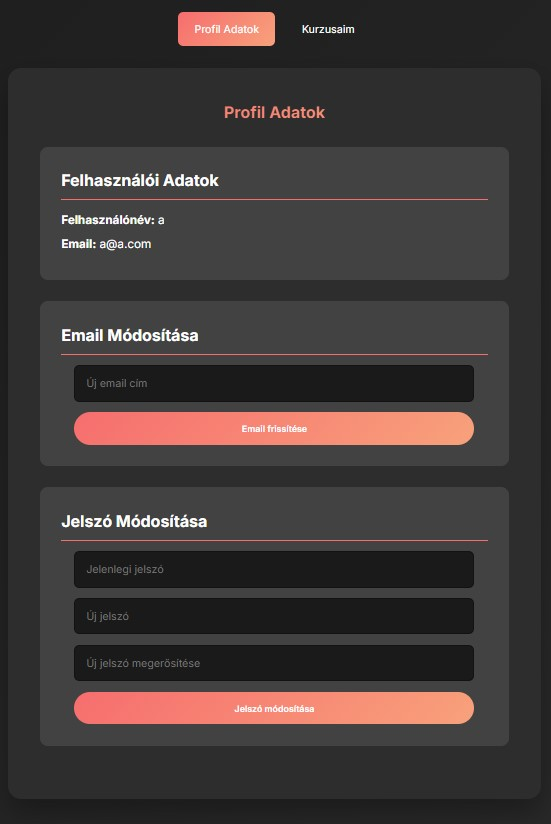 Profil Adatok
Kurzusaim
Profil Adatok
Felhasználói Adatok
Felhasználónév: a
Email: a@a.com
Email Módosítása
Új email cím
Email frissítése
Jelszó Módosítása
Jelenlegi jelszó
Új jelszó
Új jelszó megerősítése
Jelszó módosítása